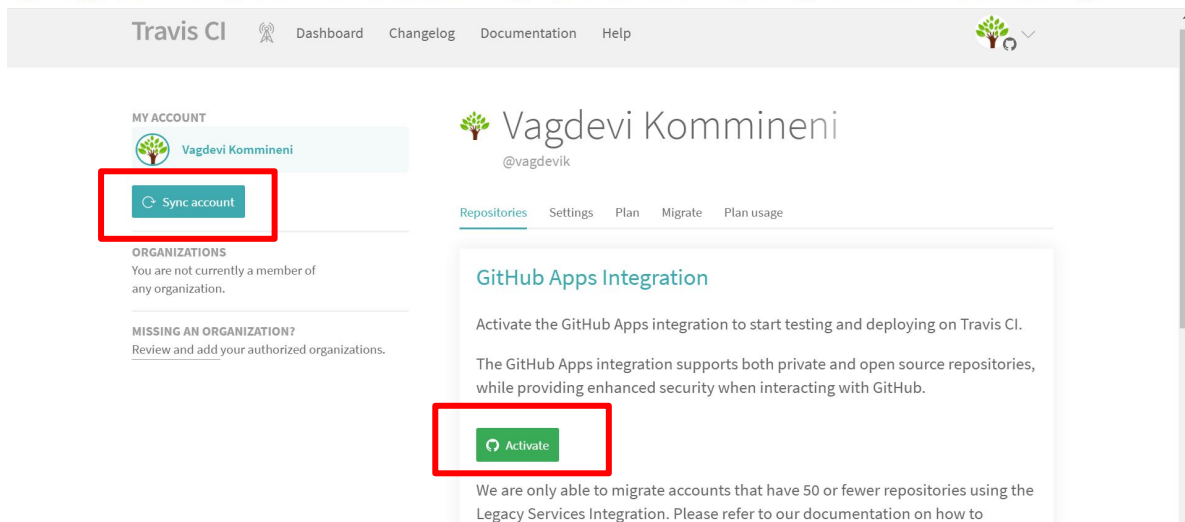 Travis CI Dashboard Changelog Documentation Help
MY ACCOUNT
Vagdevi Kommineni
Sync account
ORGANIZATIONS
You are not currently a member of
any organization.
MISSING AN ORGANIZATION?
Review and add your authorized organizations.
Vagdevi Kommineni
@vagdevik
Repositories Settings Plan Migrate Plan usage
GitHub Apps Integration
Activate the GitHub Apps integration to start testing and deploying on Travis CI.
The GitHub Apps integration supports both private and open source repositories,
while providing enhanced security when interacting with GitHub.
Activate
We are only able to migrate accounts that have 50 or fewer repositories using the
Legacy Services Integration. Please refer to our documentation on how to